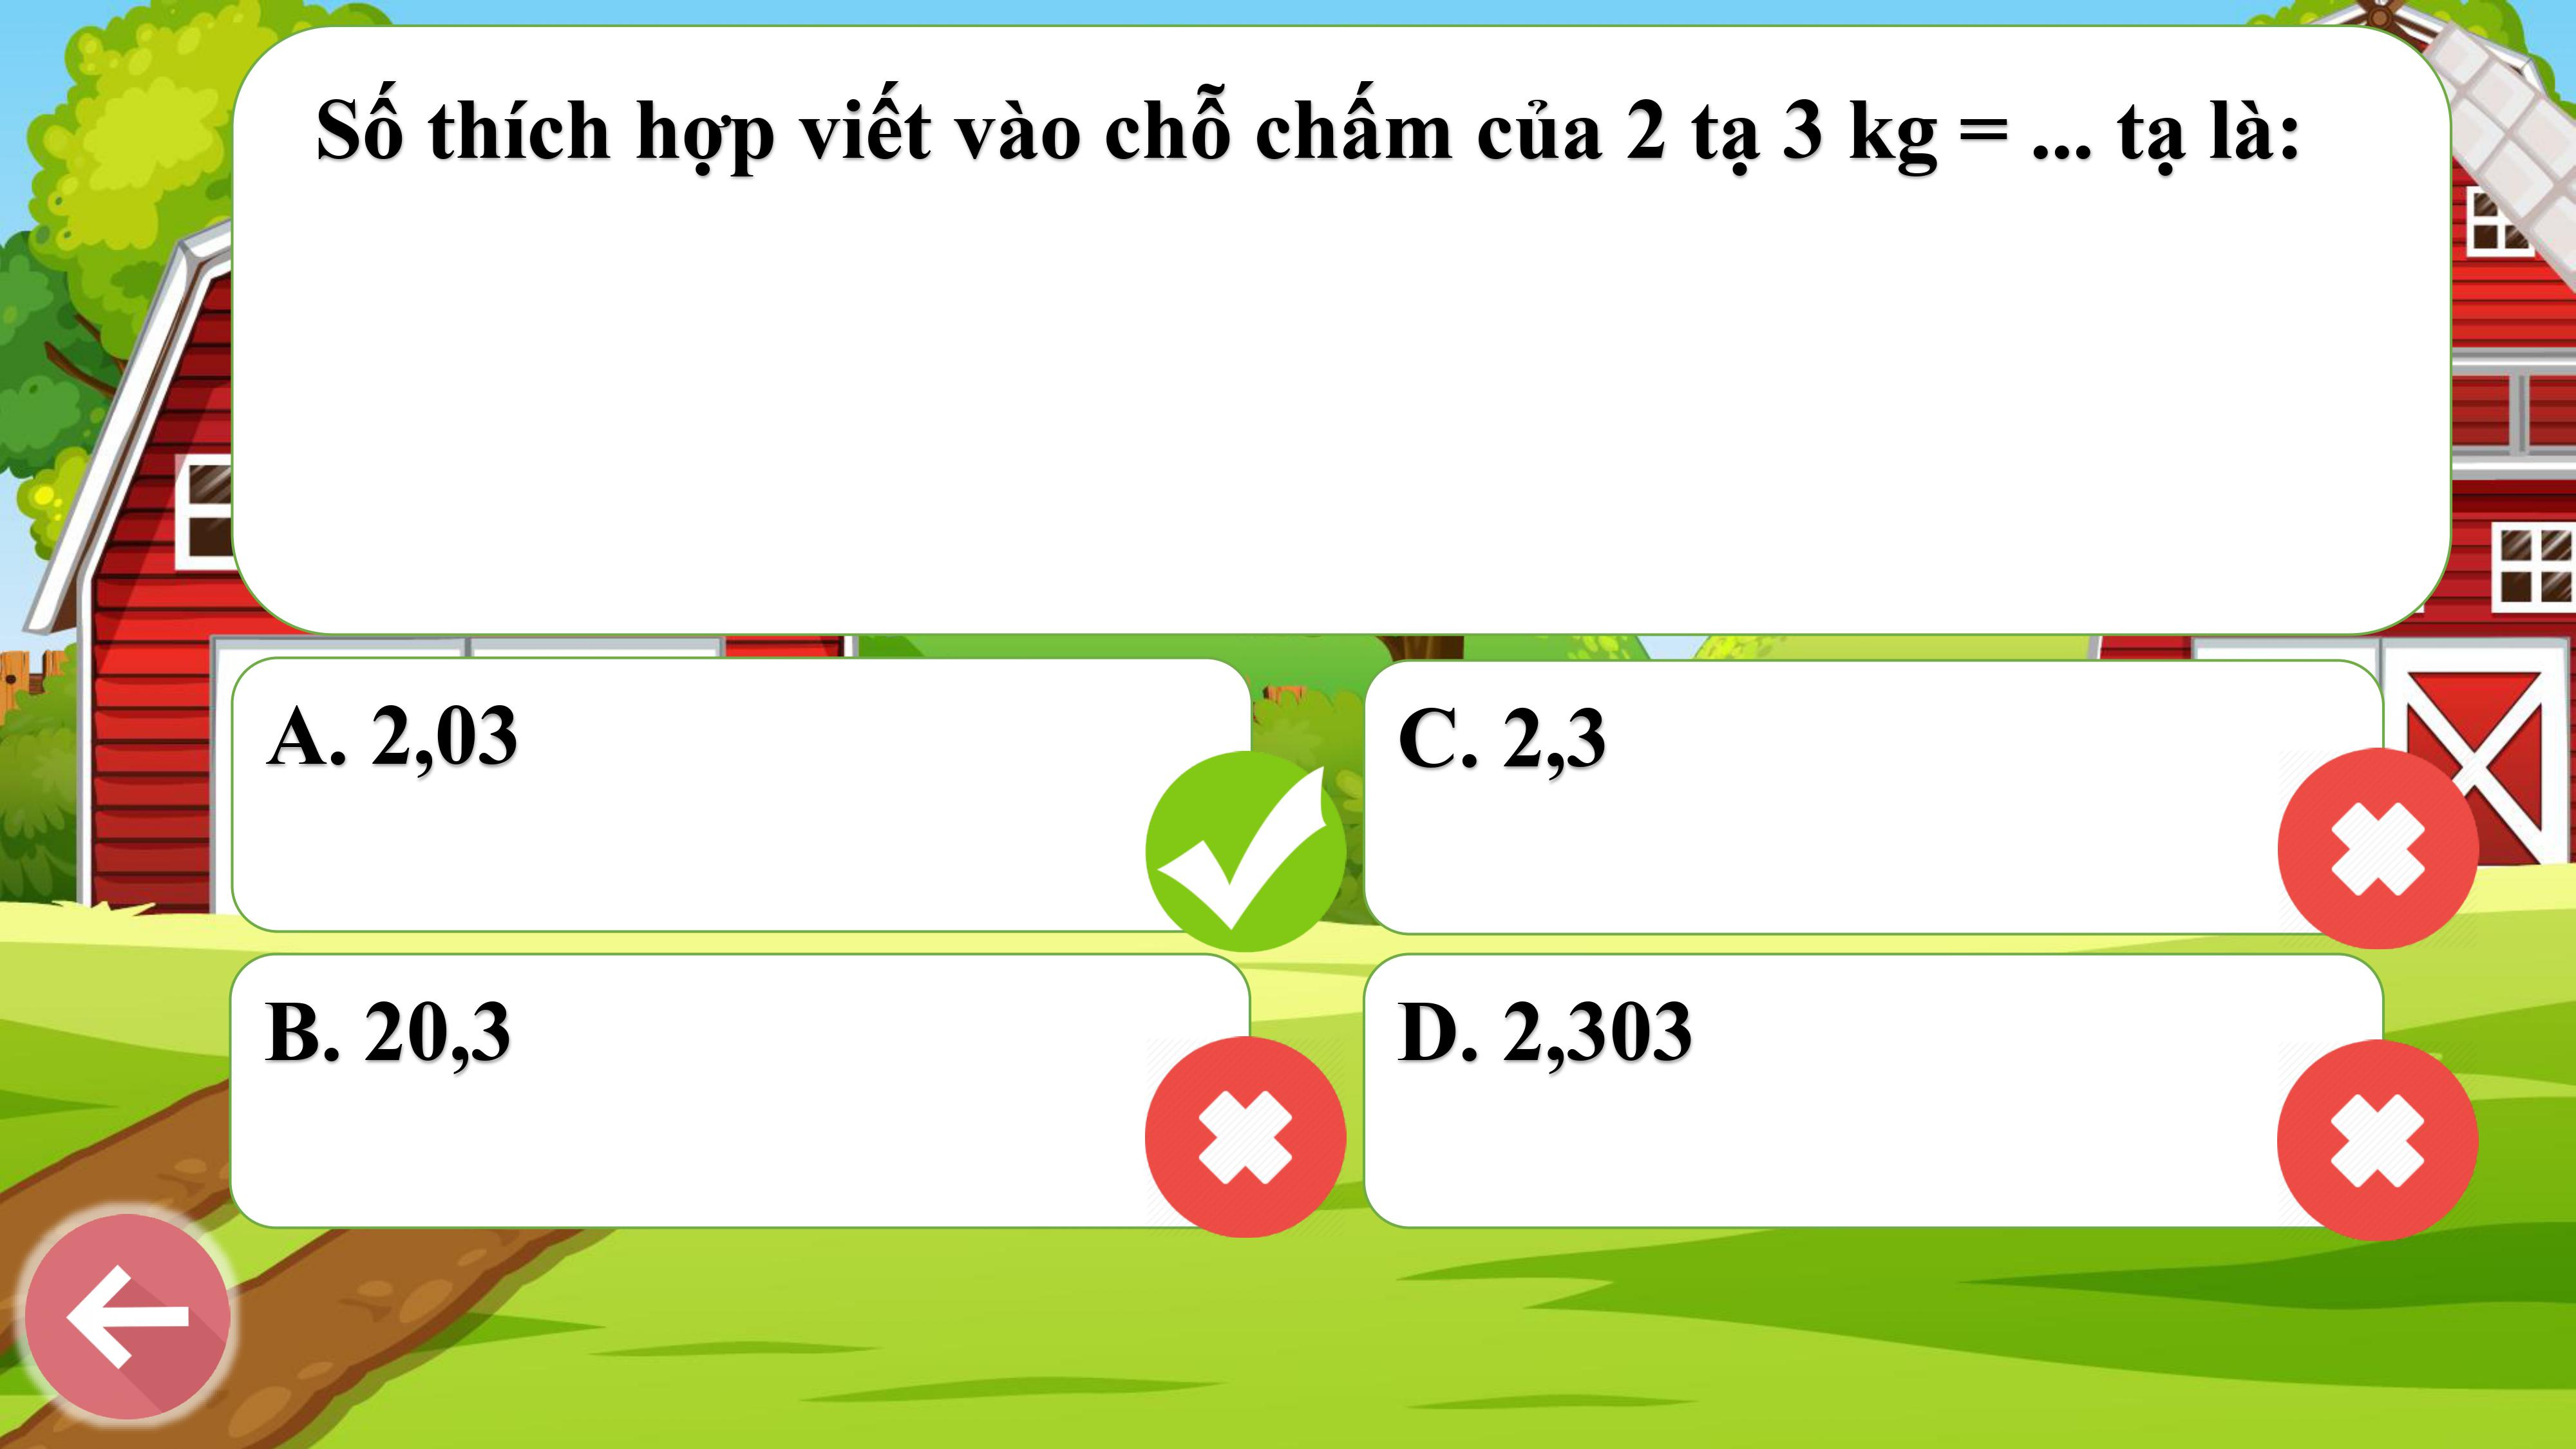 Số thích hợp viết vào chỗ chấm của 2 tạ 3 kg = ... tạ là:
A. 2,03
C. 2,3
B. 20,3
D. 2,303